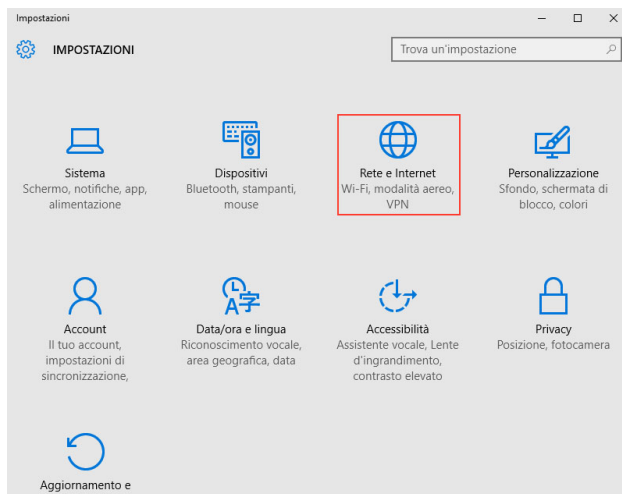 Impostazioni
IMPOSTAZIONI
Trova un'impostazione
Sistema
Schermo, notifiche, app,
alimentazione
Dispositivi
Bluetooth, stampanti,
mouse
Rete e Internet
Wi-Fi, modalità aereo,
VPN
Personalizzazione
Sfondo, schermata di
blocco, colori
Account
Il tuo account,
impostazioni di
sincronizzazione,
Data/ora e lingua
Riconoscimento vocale,
area geografica, data
Accessibilità
Assistente vocale, Lente
d'ingrandimento,
contrasto elevato
Privacy
Posizione, fotocamera
Aggiornamento e